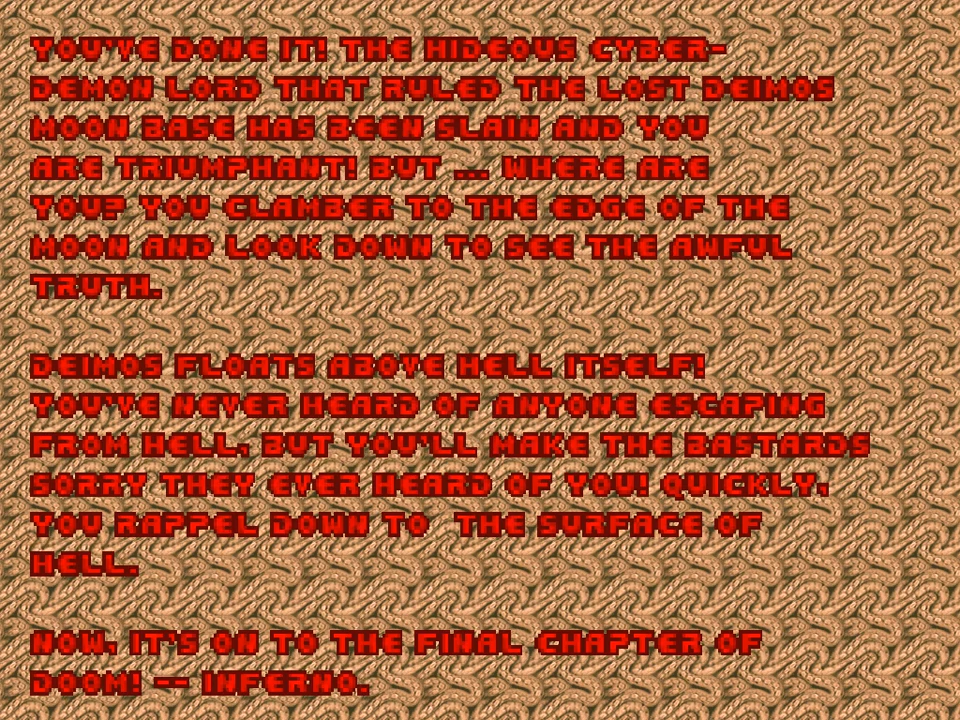 YOU'VE DONE IT! THE HIDEOUS CYBER-
DEMON LORD THAT RULED THE LOST DEIMOS
MOON BASE HAS BEEN SLAIN AND YOU
ARE TRIUMPHANT! BUT ... WHERE ARE
YOU? YOU CLAMBER TO THE EDGE OF THE
MOON AND LOOK DOWN TO SEE THE AWFUL
TRUTH.

DEIMOS FLOATS ABOVE HELL ITSELF!
YOU'VE NEVER HEARD OF ANYONE ESCAPING
FROM HELL, BUT YOU'LL MAKE THE BASTARDS
SORRY THEY EVER HEARD OF YOU! QUICKLY,
YOU RAPPEL DOWN TO  THE SURFACE OF
HELL.

NOW, IT'S ON TO THE FINAL CHAPTER OF
DOOM! -- INFERNO.